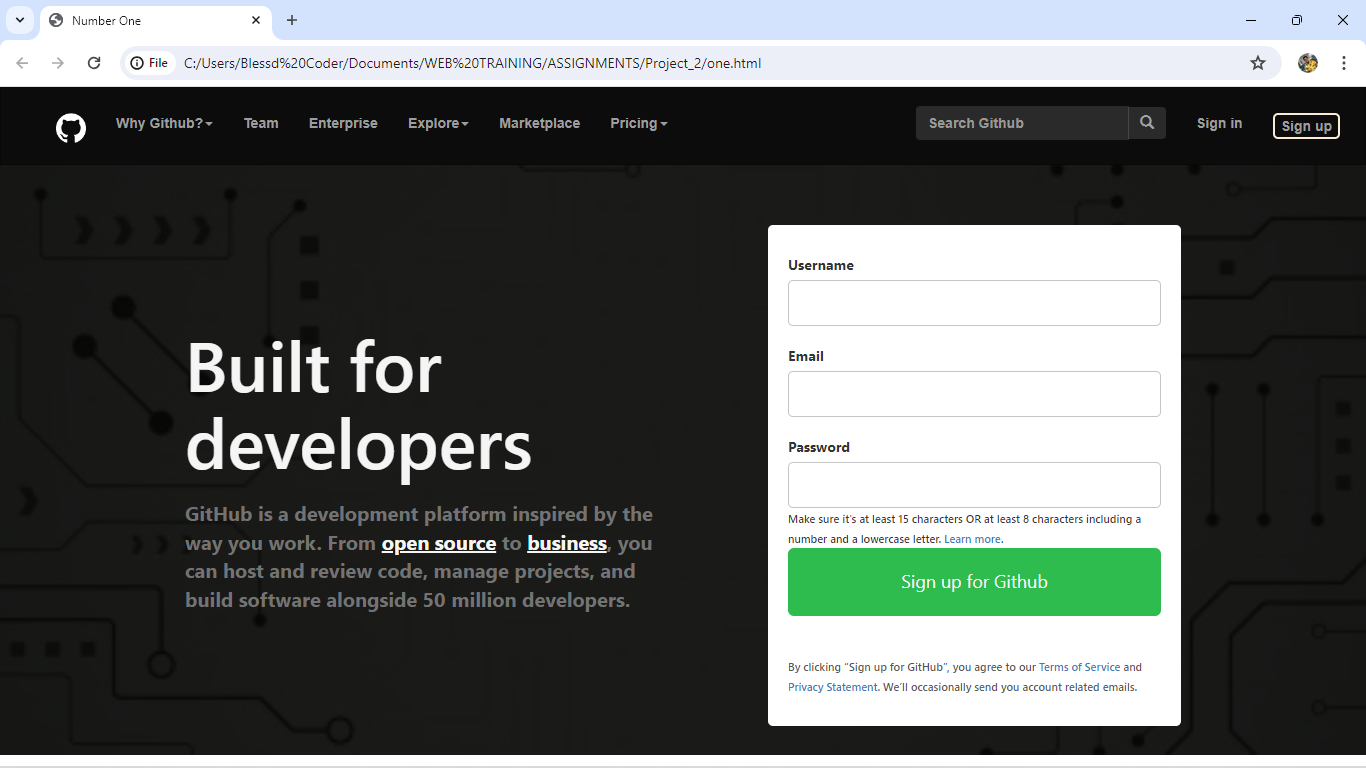 Number One
File C:/Users/Blessd%20Coder/Documents/WEB%20TRAINING/ASSIGNMENTS/Project_2/one.html
Why Github? Team Enterprise Explore Marketplace Pricing Search Github Sign in Sign up
Username
Email
Built for
developers
Password
GitHub is a development platform inspired by the
way you work. From open source to business, you
can host and review code, manage projects, and
build software alongside 50 million developers.
Make sure it's at least 15 characters OR at least 8 characters including a
number and a lowercase letter. Learn more.
Sign up for Github
By clicking “Sign up for GitHub”, you agree to our Terms of Service and
Privacy Statement. We’ll occasionally send you account related emails.